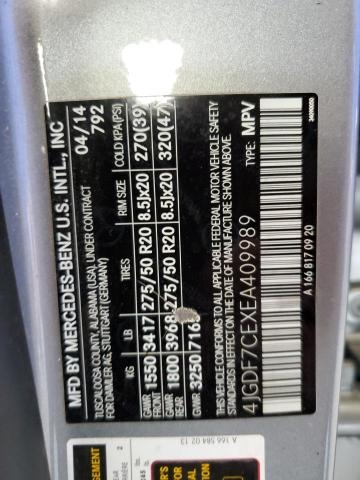 MFD BY MERCEDES-BENZ U.S. INTL., INC
TUSCALOOSA COUNTY, ALABAMA (USA), UNDER CONTRACT 04/14
FOR DAIMLER AG, STUTTGART (GERMANY) 792
KG LB TIRES RIM SIZE COLD KPA (PSI)
GAWR FRONT 1550 3417 275/50 R20 8.5x20 270(39)
GAWR REAR 1800 3968 275/50 R20 8.5x20 320(47)
GVWR 3250 7165
THIS VEHICLE CONFORMS TO ALL APPLICABLE FEDERAL MOTOR VEHICLE SAFETY
STANDARDS IN EFFECT ON THE DATE OF MANUFACTURE SHOWN ABOVE.
4JGDF7CEXEA409989 TYPE: MPV
A 166 817 09 20
A 166 584 02 13
2